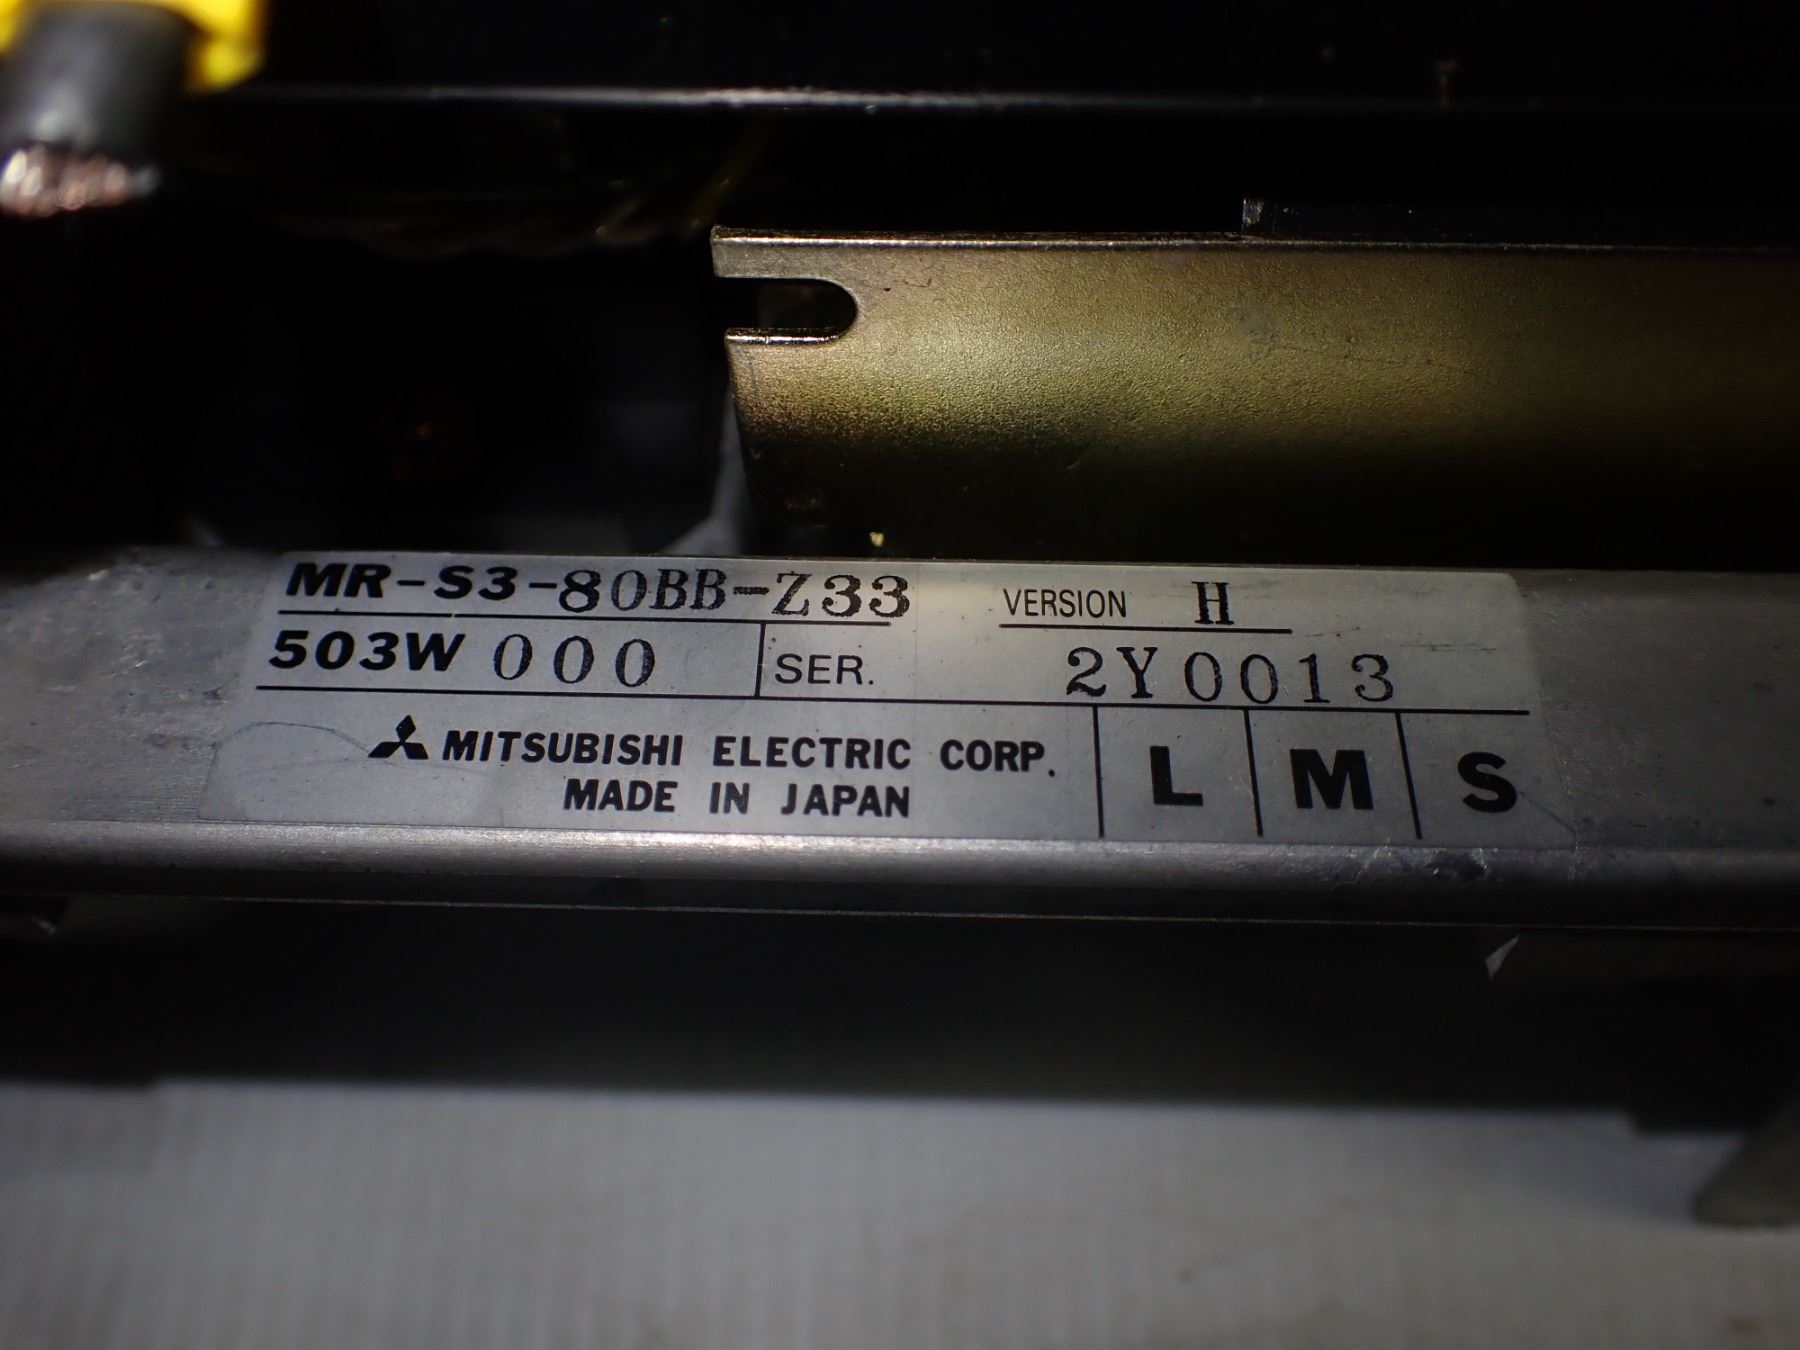 MR-S3-80BB-Z33 VERSION H
503W 000 SER. 2Y0013
MITSUBISHI ELECTRIC CORP. L M S
MADE IN JAPAN